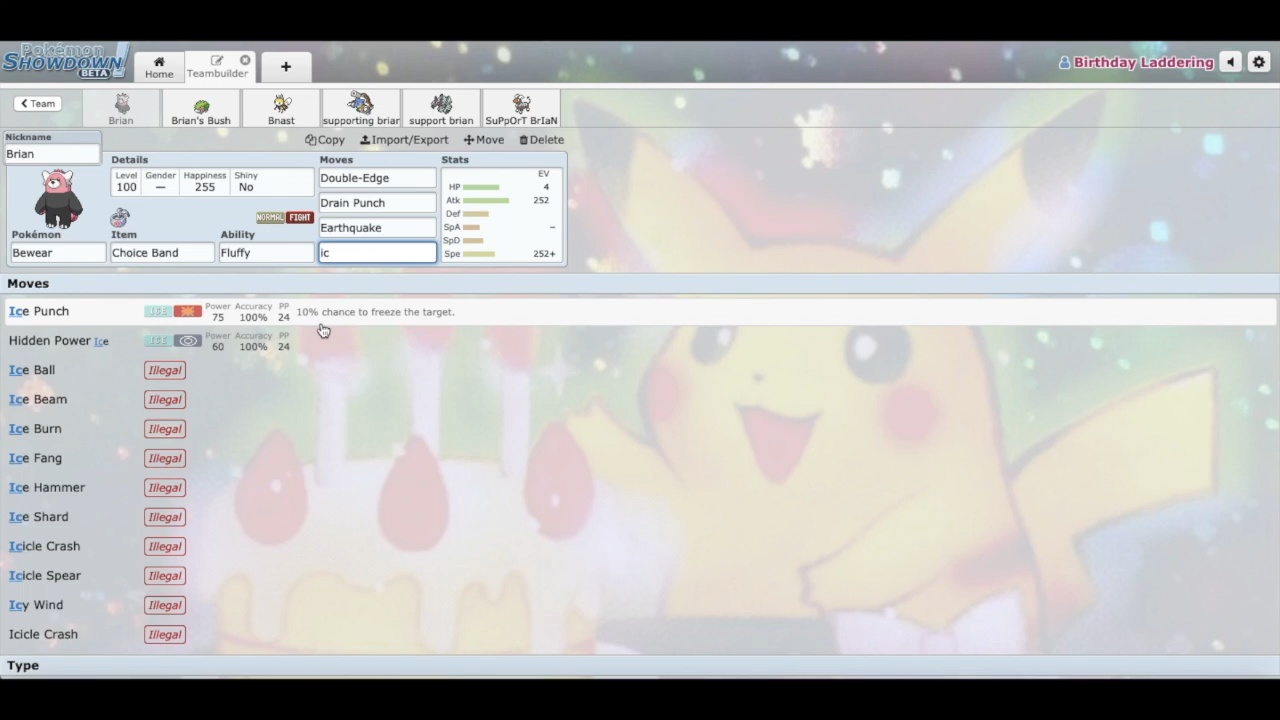 Pokémon
SHOWDOWN!
BETA
Home
Teambuilder
+
Birthday Laddering
Team
Brian
Brian's Bush
Bnast
supporting briar
support brian
SuPpOrT BrIaN
Nickname
Brian
Copy
Import/Export
Move
Delete
Details
Moves
Stats
Level Gender Happiness Shiny
100 — 255 No
Double-Edge
Drain Punch
Earthquake
ic
EV
HP 4
Atk 252
Def
SpA –
SpD
Spe 252+
NORMAL FIGHT
Pokémon Item Ability
Bewear Choice Band Fluffy
Moves
Ice Punch ICE Power 75 Accuracy 100% PP 24 10% chance to freeze the target.
Hidden Power Ice ICE Power 60 Accuracy 100% PP 24
Ice Ball Illegal
Ice Beam Illegal
Ice Burn Illegal
Ice Fang Illegal
Ice Hammer Illegal
Ice Shard Illegal
Icicle Crash Illegal
Icicle Spear Illegal
Icy Wind Illegal
Icicle Crash Illegal
Type